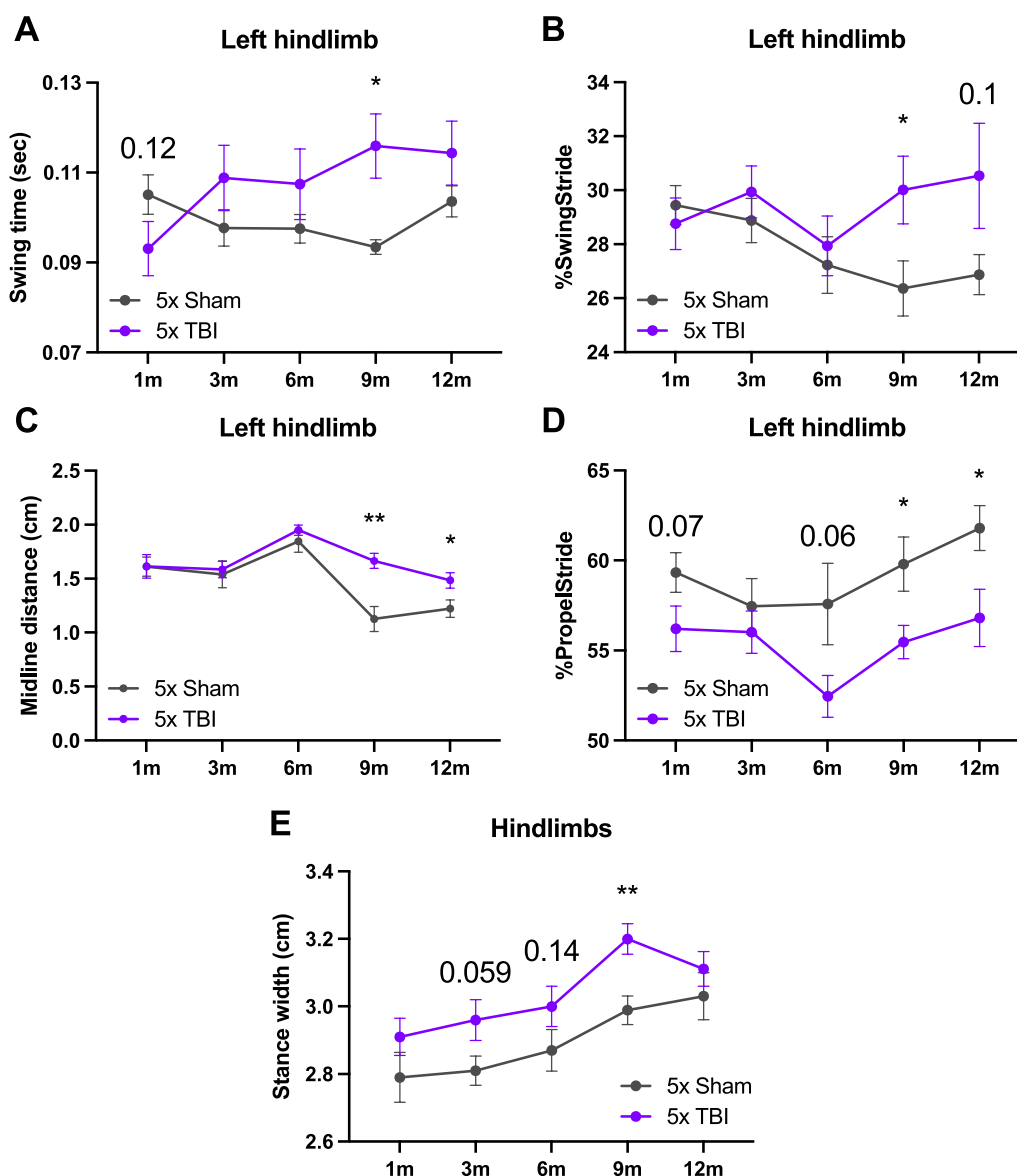 A
Left hindlimb
Swing time (sec)
0.13
0.11
0.09
0.07
0.12
*
5x Sham
5x TBI
1m 3m 6m 9m 12m
B
Left hindlimb
%SwingStride
34
32
30
28
26
24
*
0.1
5x Sham
5x TBI
1m 3m 6m 9m 12m
C
Left hindlimb
Midline distance (cm)
2.5
2.0
1.5
1.0
0.5
0.0
**
*
5x Sham
5x TBI
1m 3m 6m 9m 12m
D
Left hindlimb
%PropelStride
65
60
55
50
0.07
0.06
*
*
5x Sham
5x TBI
1m 3m 6m 9m 12m
E
Hindlimbs
Stance width (cm)
3.4
3.2
3.0
2.8
2.6
0.059
0.14
**
5x Sham
5x TBI
1m 3m 6m 9m 12m